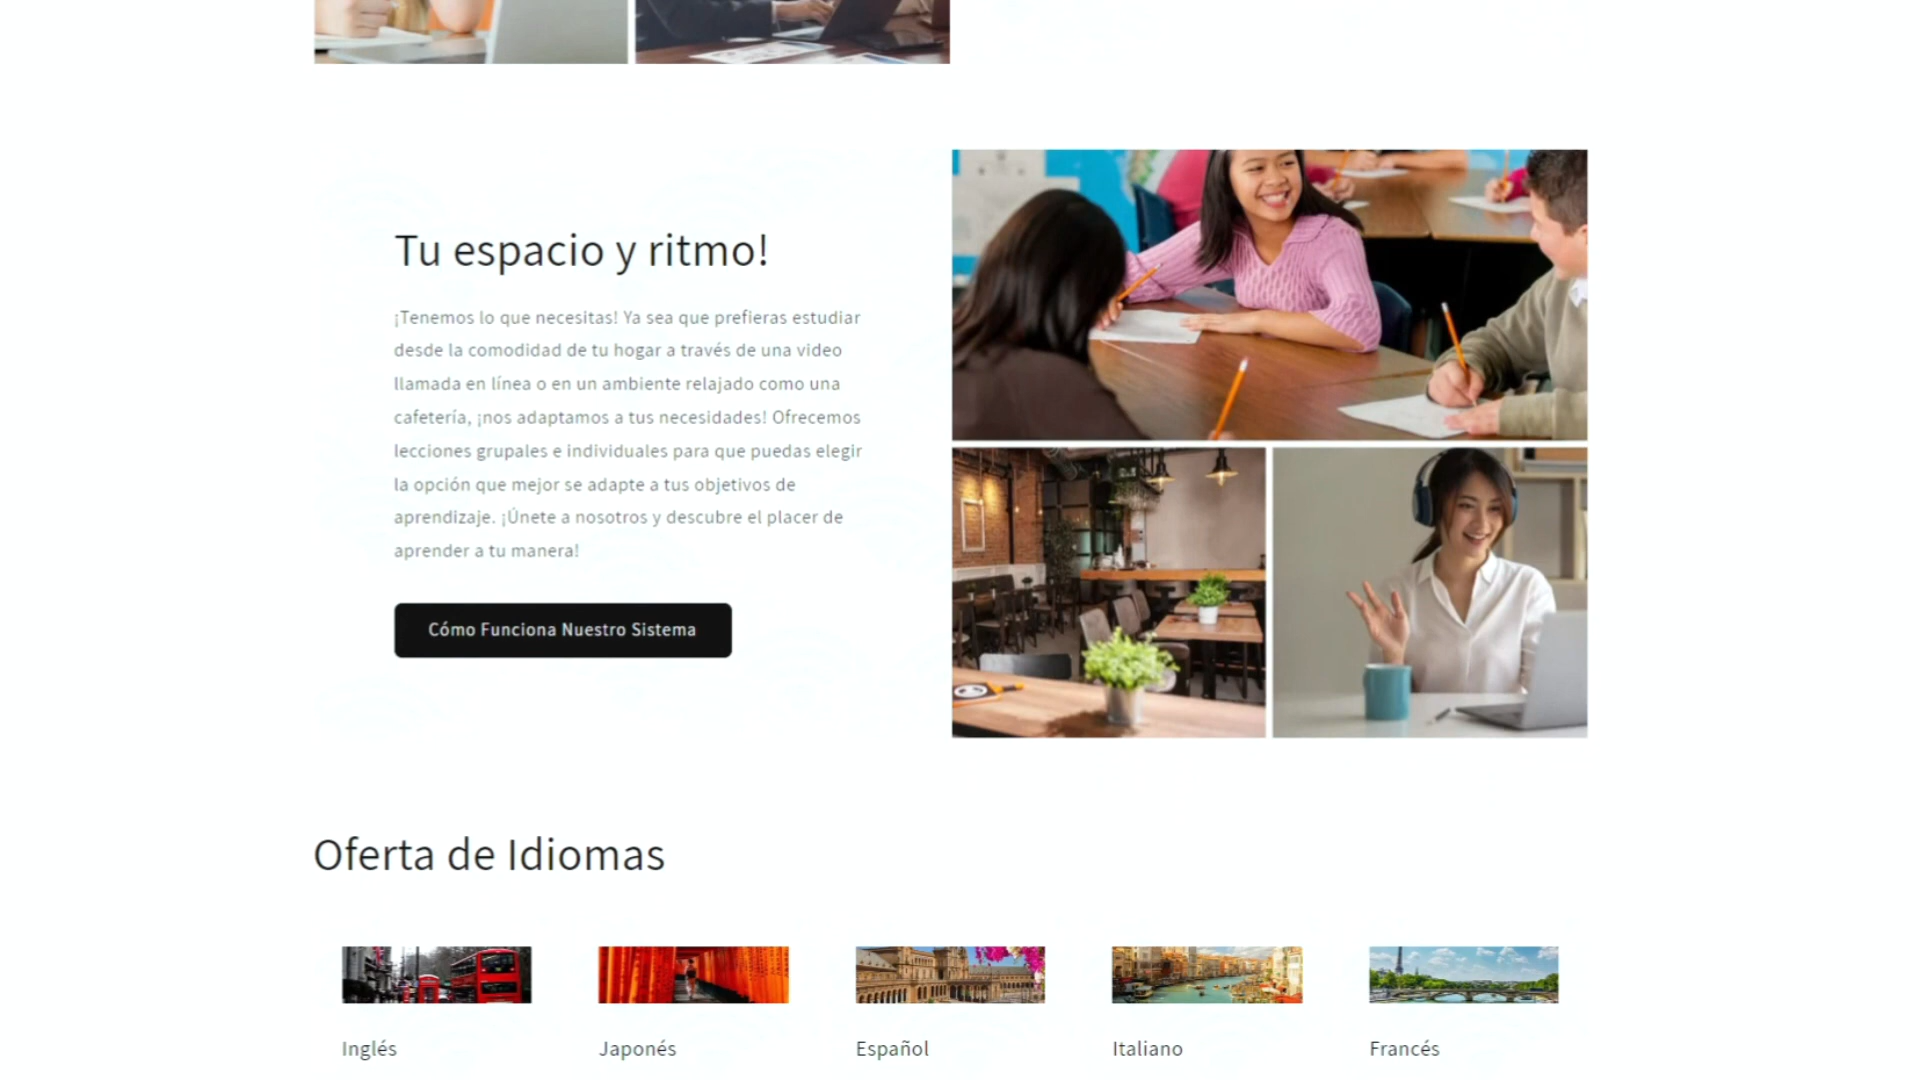 Tu espacio y ritmo!
¡Tenemos lo que necesitas! Ya sea que prefieras estudiar
desde la comodidad de tu hogar a través de una video
llamada en línea o en un ambiente relajado como una
cafetería, ¡nos adaptamos a tus necesidades! Ofrecemos
lecciones grupales e individuales para que puedas elegir
la opción que mejor se adapte a tus objetivos de
aprendizaje. ¡Únete a nosotros y descubre el placer de
aprender a tu manera!
Cómo Funciona Nuestro Sistema
Oferta de Idiomas
Inglés
Japonés
Español
Italiano
Francés